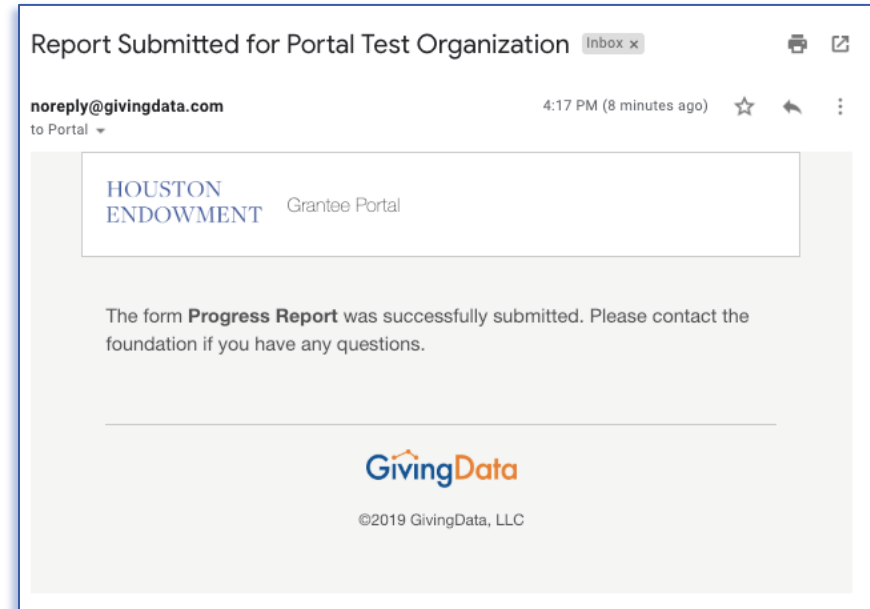 Report Submitted for Portal Test Organization Inbox x
noreply@givingdata.com 4:17 PM (8 minutes ago)
to Portal
HOUSTON
ENDOWMENT Grantee Portal
The form Progress Report was successfully submitted. Please contact the
foundation if you have any questions.
GivingData
©2019 GivingData, LLC